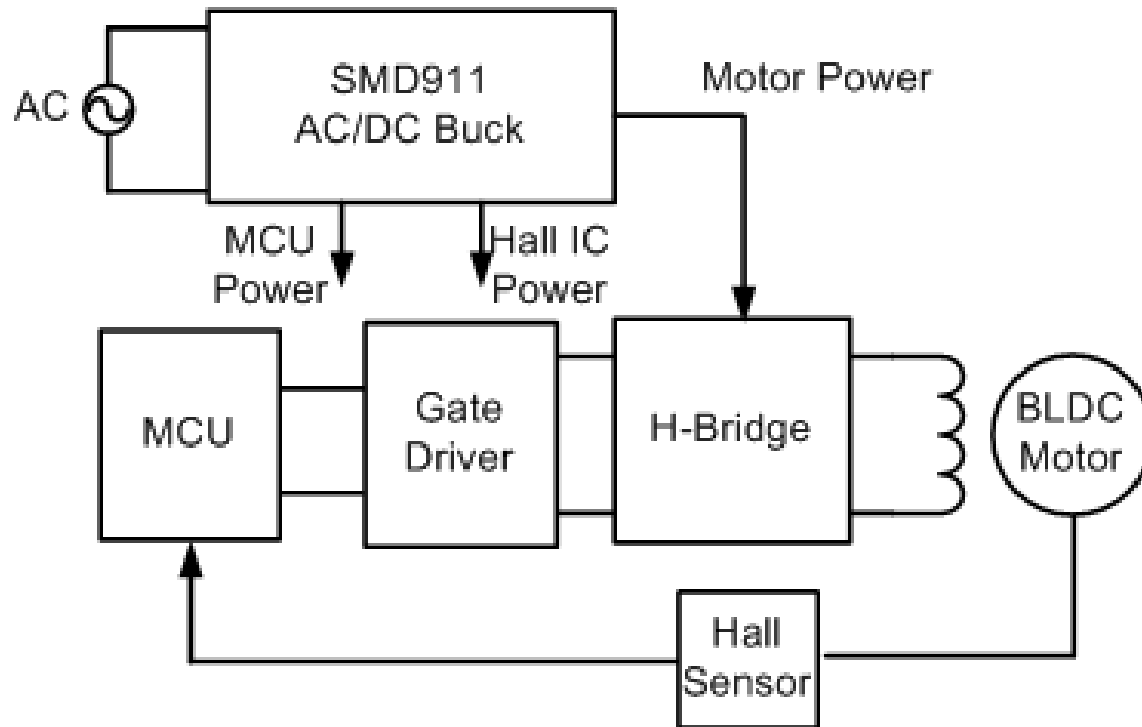 SMD911
AC/DC Buck
Motor Power
AC
MCU
Power
Hall IC
Power
MCU
Gate
Driver
H-Bridge
BLDC
Motor
Hall
Sensor